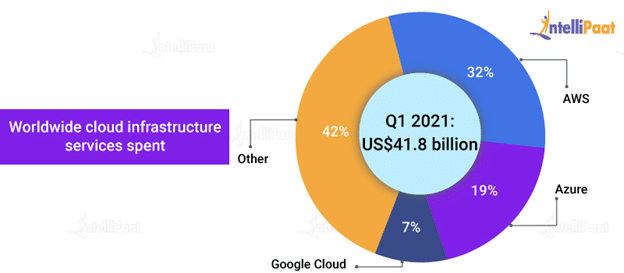 intelliPaat
Worldwide cloud infrastructure
services spent
Q1 2021:
US$41.8 billion
32%
AWS
19%
Azure
7%
Google Cloud
42%
Other